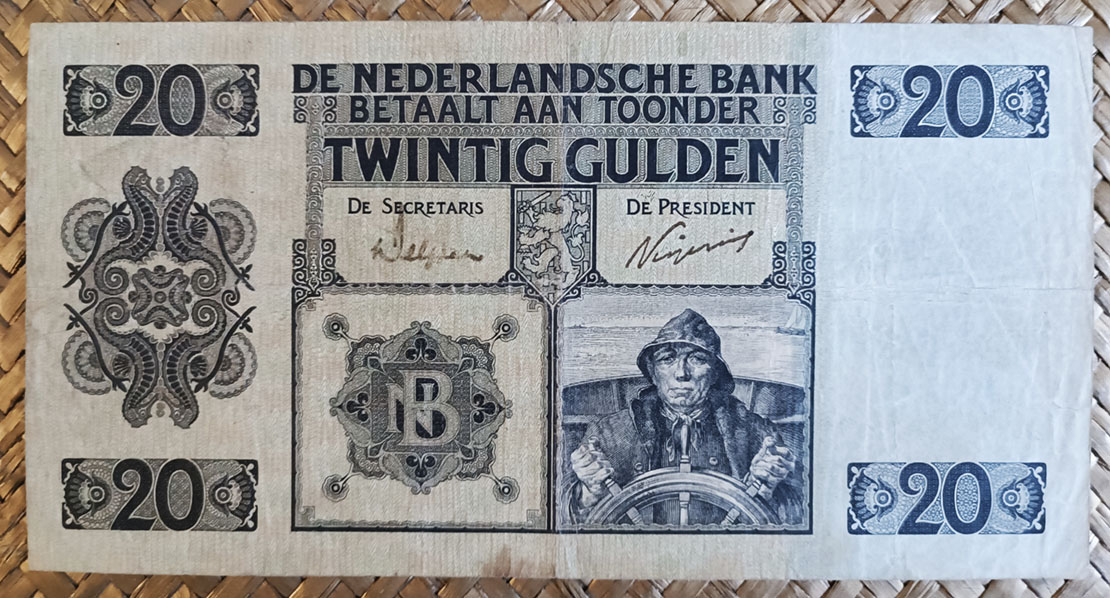 20 20
DE NEDERLANDSCHE BANK
BETAALT AAN TOONDER
TWINTIG GULDEN
DE SECRETARIS DE PRESIDENT
NB
20 20